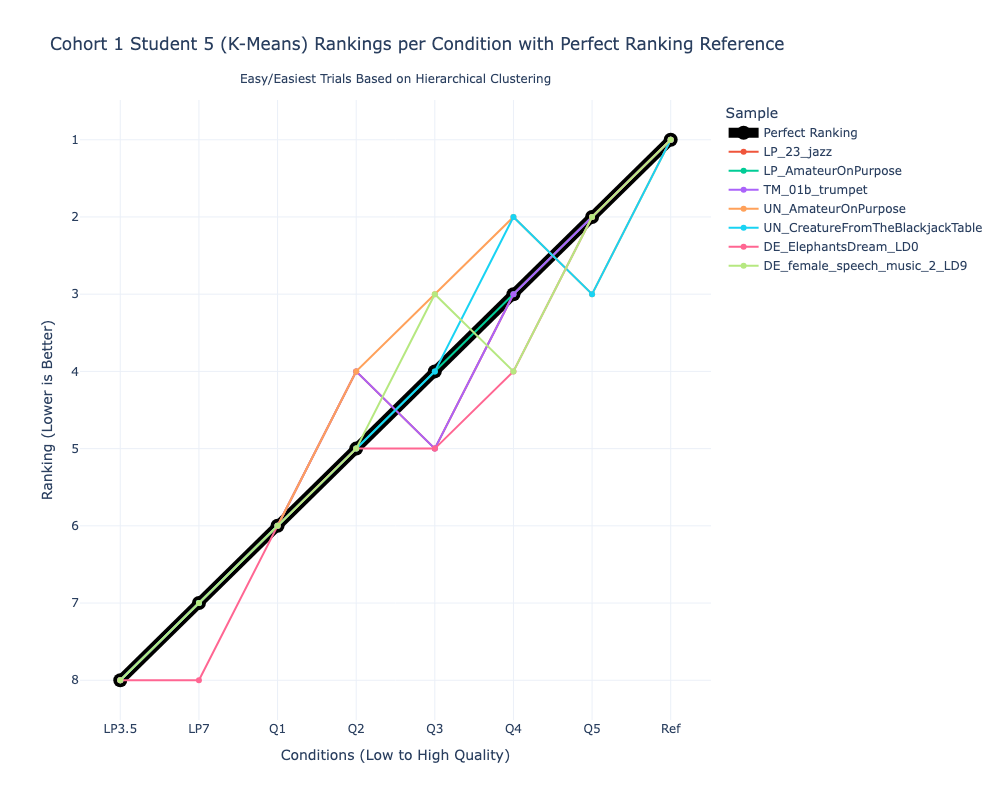 Cohort 1 Student 5 (K-Means) Rankings per Condition with Perfect Ranking Reference
Easy/Easiest Trials Based on Hierarchical Clustering
Ranking (Lower is Better)
1
2
3
4
5
6
7
8
LP3.5 LP7 Q1 Q2 Q3 Q4 Q5 Ref
Conditions (Low to High Quality)
Sample
Perfect Ranking
LP_23_jazz
LP_AmateurOnPurpose
TM_01b_trumpet
UN_AmateurOnPurpose
UN_CreatureFromTheBlackjackTable
DE_ElephantsDream_LD0
DE_female_speech_music_2_LD9